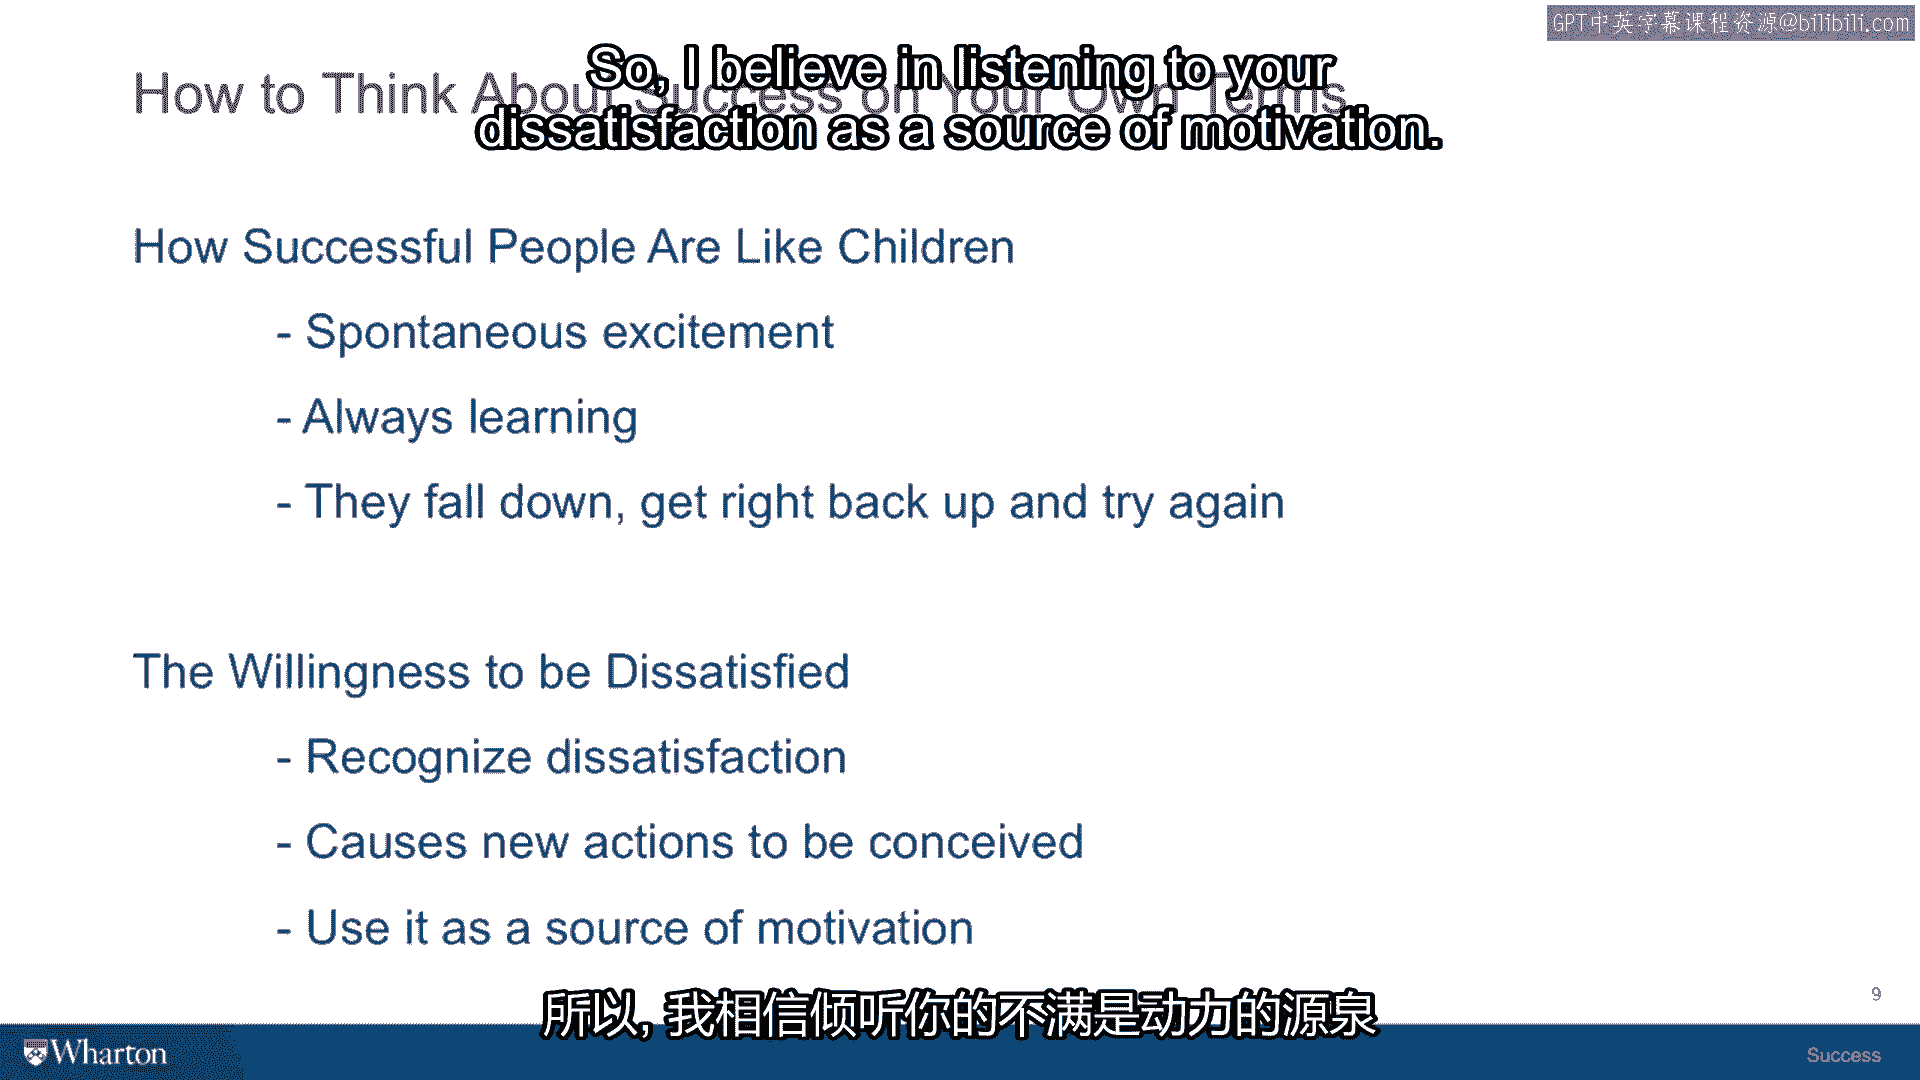 GPT中英字幕课程资源@bilibili.com
So, I believe in listening to your
dissatisfaction as a source of motivation.
How to Think About Success on Your Own Terms
How Successful People Are Like Children
- Spontaneous excitement
- Always learning
- They fall down, get right back up and try again
The Willingness to be Dissatisfied
- Recognize dissatisfaction
- Causes new actions to be conceived
- Use it as a source of motivation
所以, 我相信倾听你的不满是动力的源泉
9
Wharton
Success